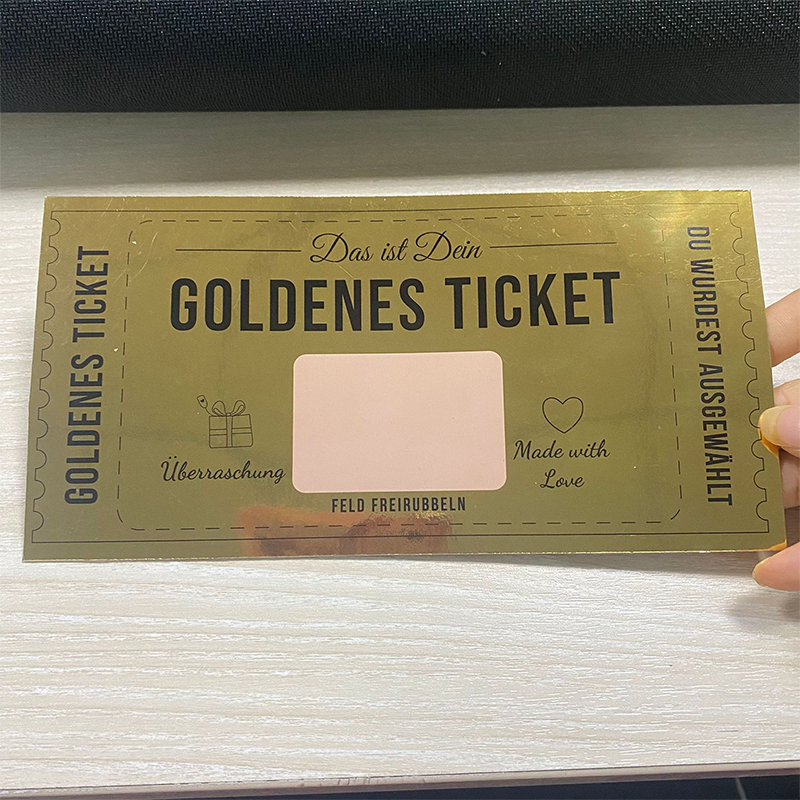 GOLDENES TICKET
Das ist Dein
GOLDENES TICKET
Überraschung
Made with
Love
FELD FREIRUBBELN
DU WURDEST AUSGEWÄHLT